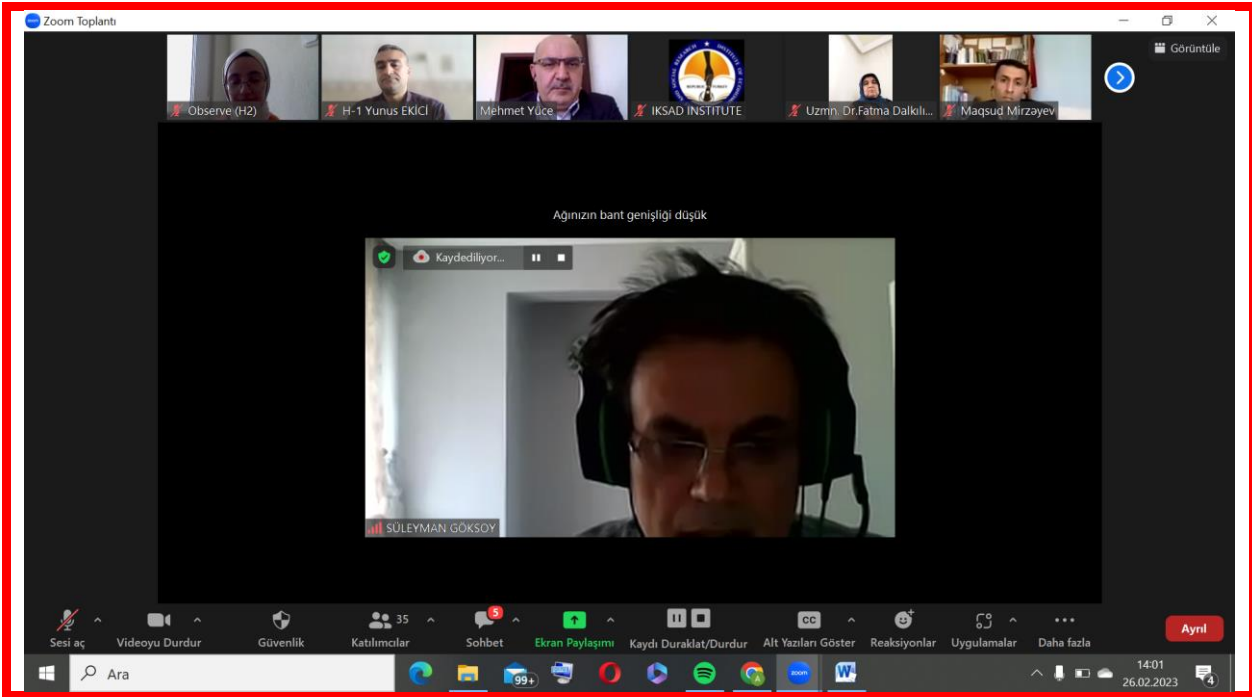 Zoom Toplantı
Görüntüle
Observe (H2)
H-1 Yunus EKİCİ
Mehmet Yüce
IKSAD INSTITUTE
Uzmn. Dr.Fatma Dalkılı...
Maqsud Mirzəyev
Ağınızın bant genişliği düşük
Kaydediliyor...
SÜLEYMAN GÖKSOY
35
5
CC
Sesi aç
Videoyu Durdur
Güvenlik
Katılımcılar
Sohbet
Ekran Paylaşımı
Kaydı Duraklat/Durdur
Alt Yazıları Göster
Reaksiyonlar
Uygulamalar
Daha fazla
Ayrıl
Ara
99+
zoom
W
14:01
26.02.2023
4